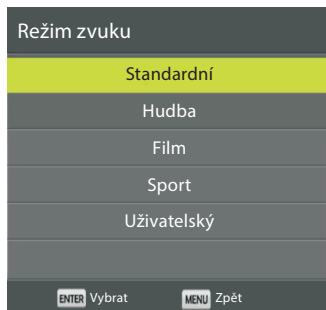 Režim zvuku
Standardní
Hudba
Film
Sport
Uživatelský
ENTER Vybrat MENU Zpět